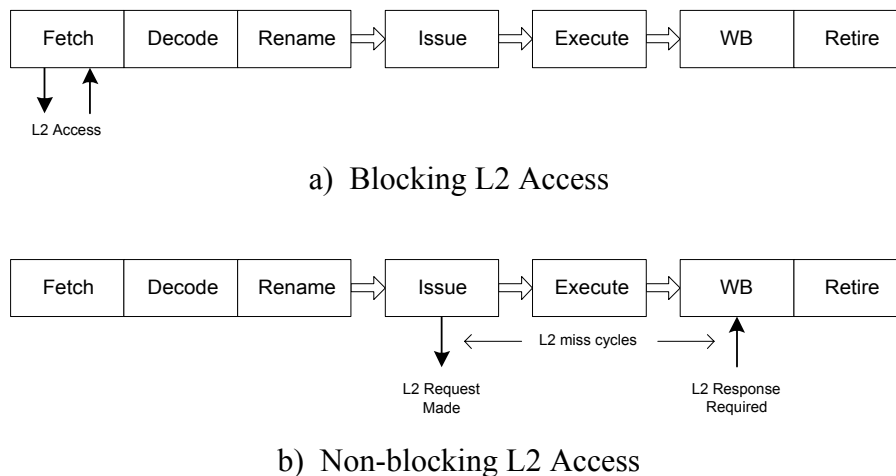 Fetch Decode Rename Issue Execute WB Retire
L2 Access
a) Blocking L2 Access
Fetch Decode Rename Issue Execute WB Retire
L2 miss cycles
L2 Request
Made
L2 Response
Required
b) Non-blocking L2 Access